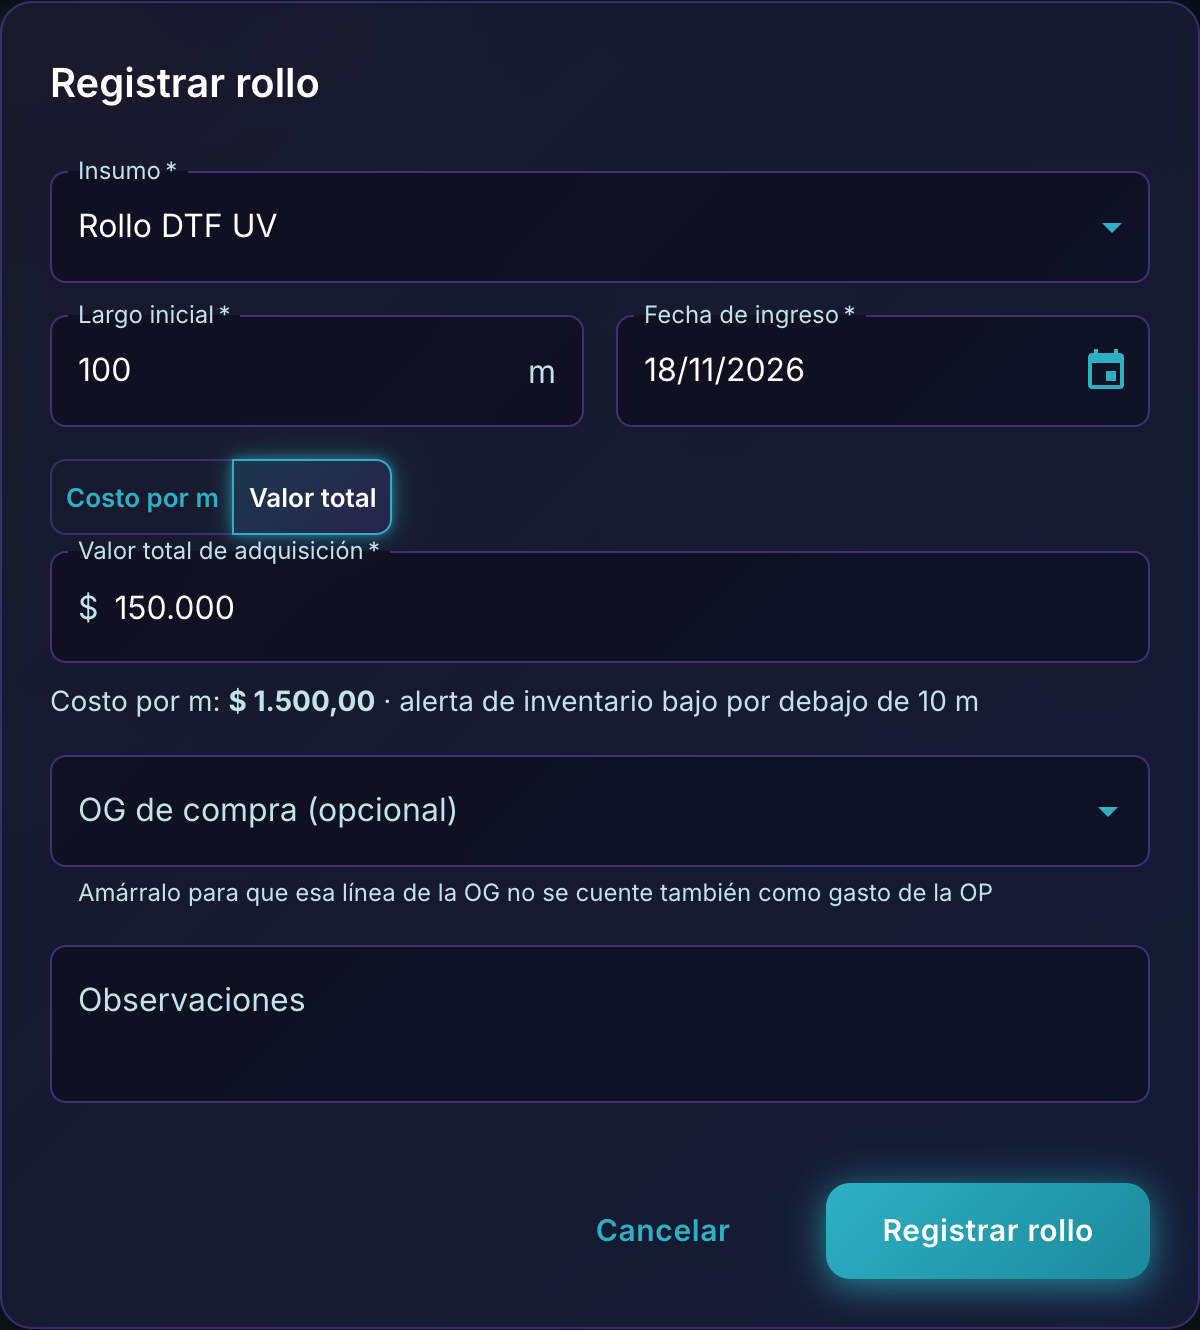 Registrar rollo
Insumo *
Rollo DTF UV
Largo inicial *
100 m
Fecha de ingreso *
18/11/2026
Costo por m
Valor total
Valor total de adquisición *
$ 150.000
Costo por m: $ 1.500,00 · alerta de inventario bajo por debajo de 10 m
OG de compra (opcional)
Amárralo para que esa línea de la OG no se cuente también como gasto de la OP
Observaciones
Cancelar
Registrar rollo